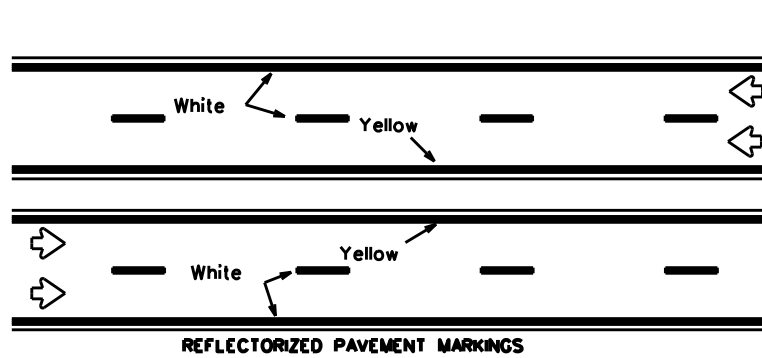 White
Yellow
Yellow
White
REFLECTORIZED PAVEMENT MARKINGS